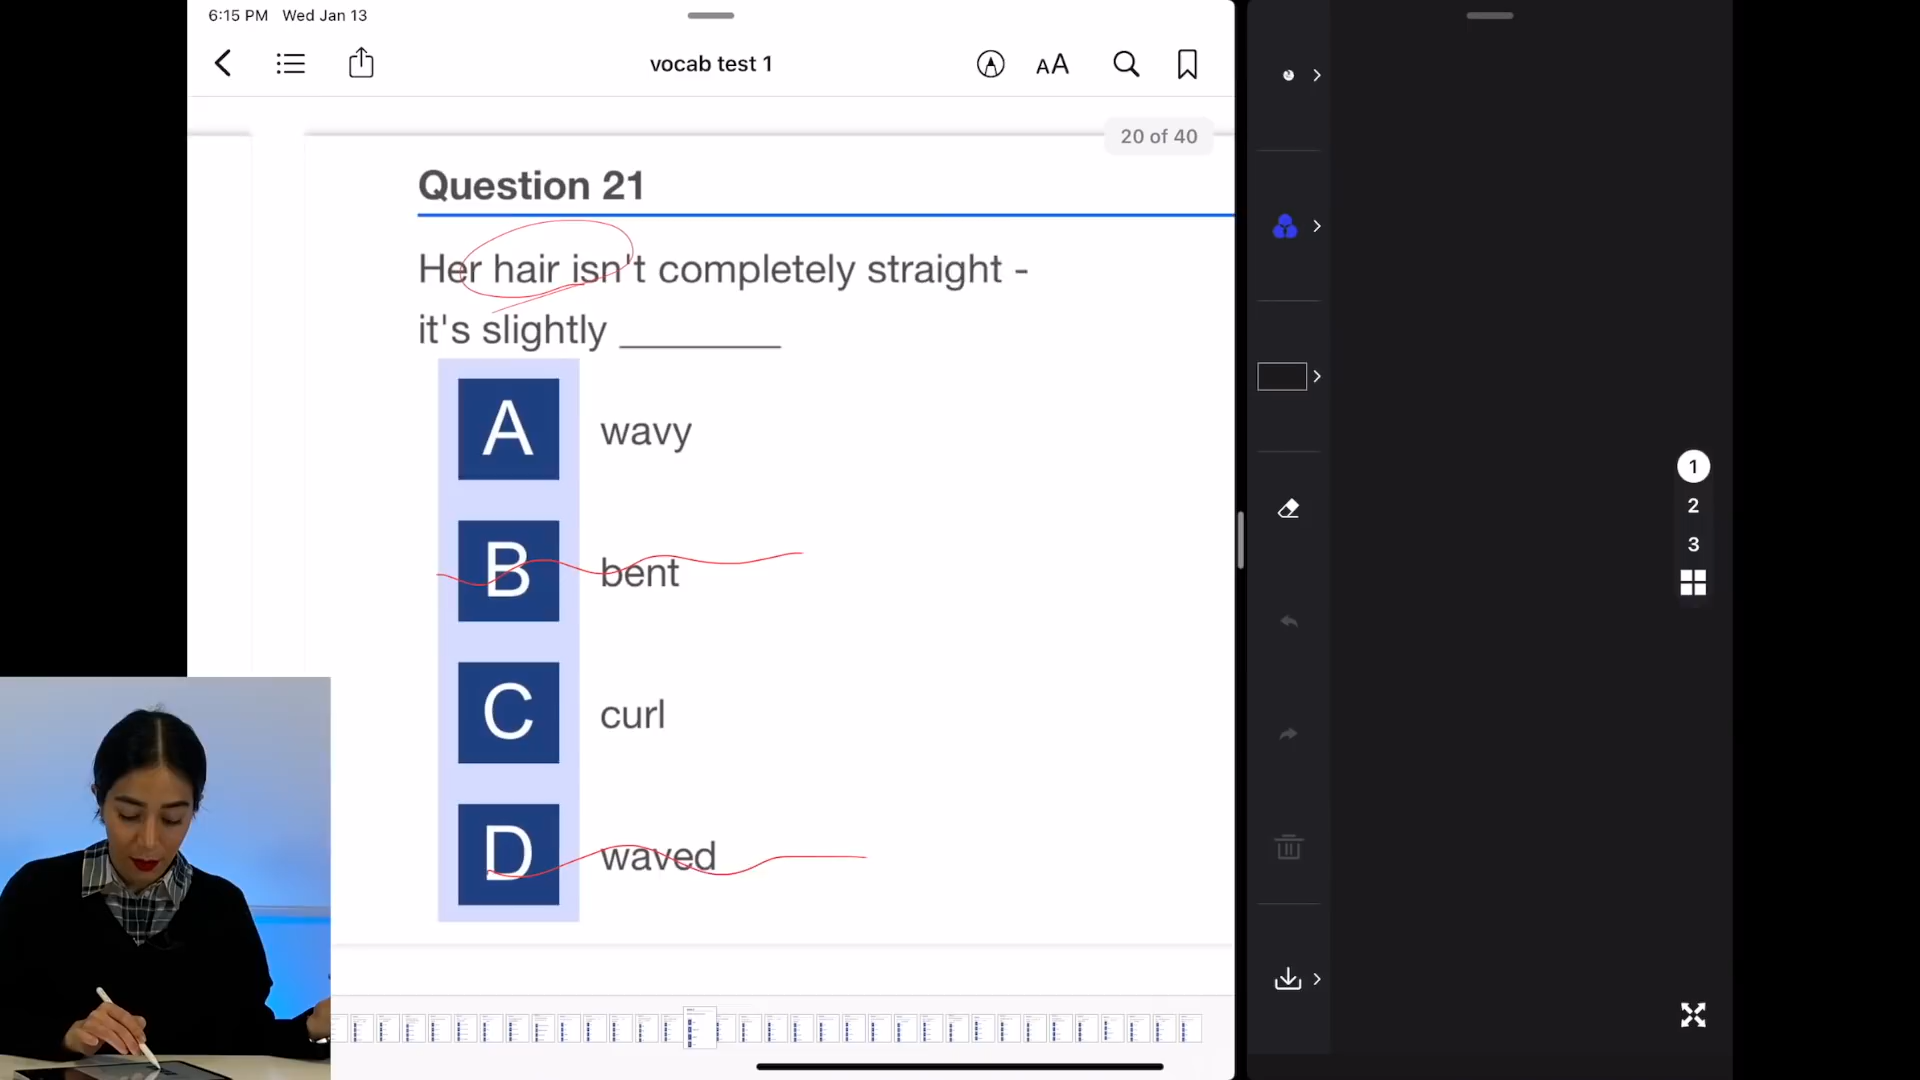 6:15 PM Wed Jan 13
vocab test 1
AA
20 of 40
Question 21
Her hair isn't completely straight -
it's slightly ________
A wavy
B bent
C curl
D waved
1
2
3